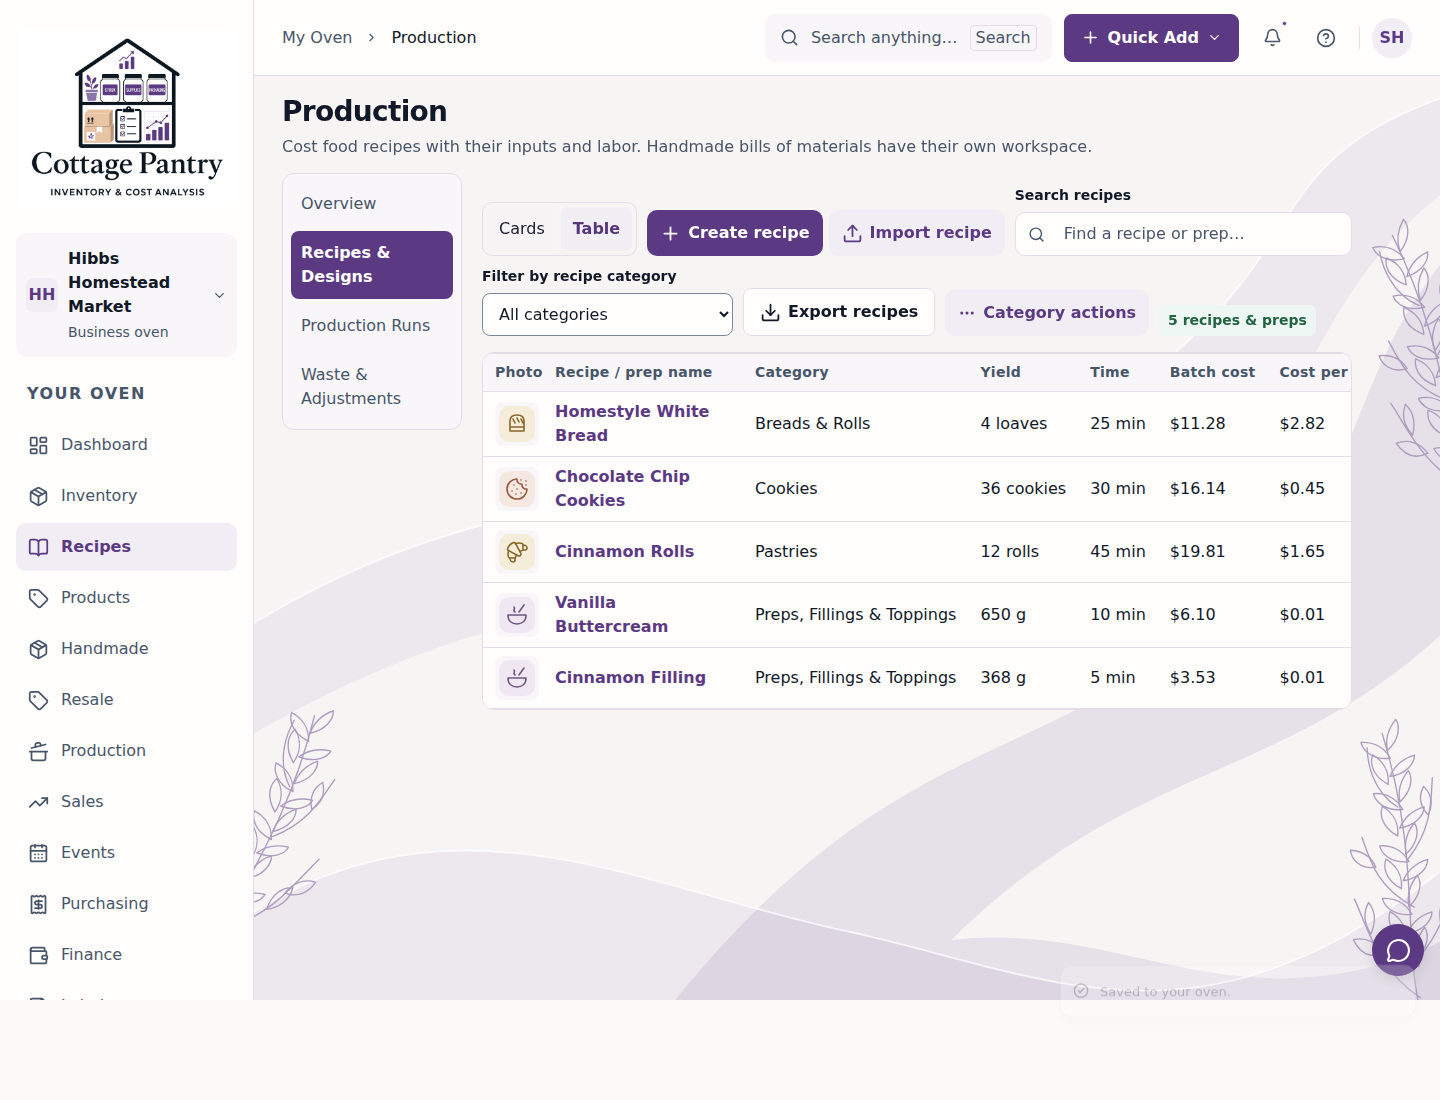 Cottage Pantry
INVENTORY & COST ANALYSIS
HH
Hibbs
Homestead
Market
Business oven
YOUR OVEN
Dashboard
Inventory
Recipes
Products
Handmade
Resale
Production
Sales
Events
Purchasing
Finance
My Oven › Production
Search anything… Search
+ Quick Add
SH
Production
Cost food recipes with their inputs and labor. Handmade bills of materials have their own workspace.
Overview
Recipes &
Designs
Production Runs
Waste &
Adjustments
Cards Table
+ Create recipe
Import recipe
Search recipes
Find a recipe or prep…
Filter by recipe category
All categories
Export recipes
··· Category actions
5 recipes & preps
Photo Recipe / prep name Category Yield Time Batch cost Cost per
Homestyle White
Bread
Breads & Rolls 4 loaves 25 min $11.28 $2.82
Chocolate Chip
Cookies
Cookies 36 cookies 30 min $16.14 $0.45
Cinnamon Rolls Pastries 12 rolls 45 min $19.81 $1.65
Vanilla
Buttercream
Preps, Fillings & Toppings 650 g 10 min $6.10 $0.01
Cinnamon Filling Preps, Fillings & Toppings 368 g 5 min $3.53 $0.01
Saved to your oven.